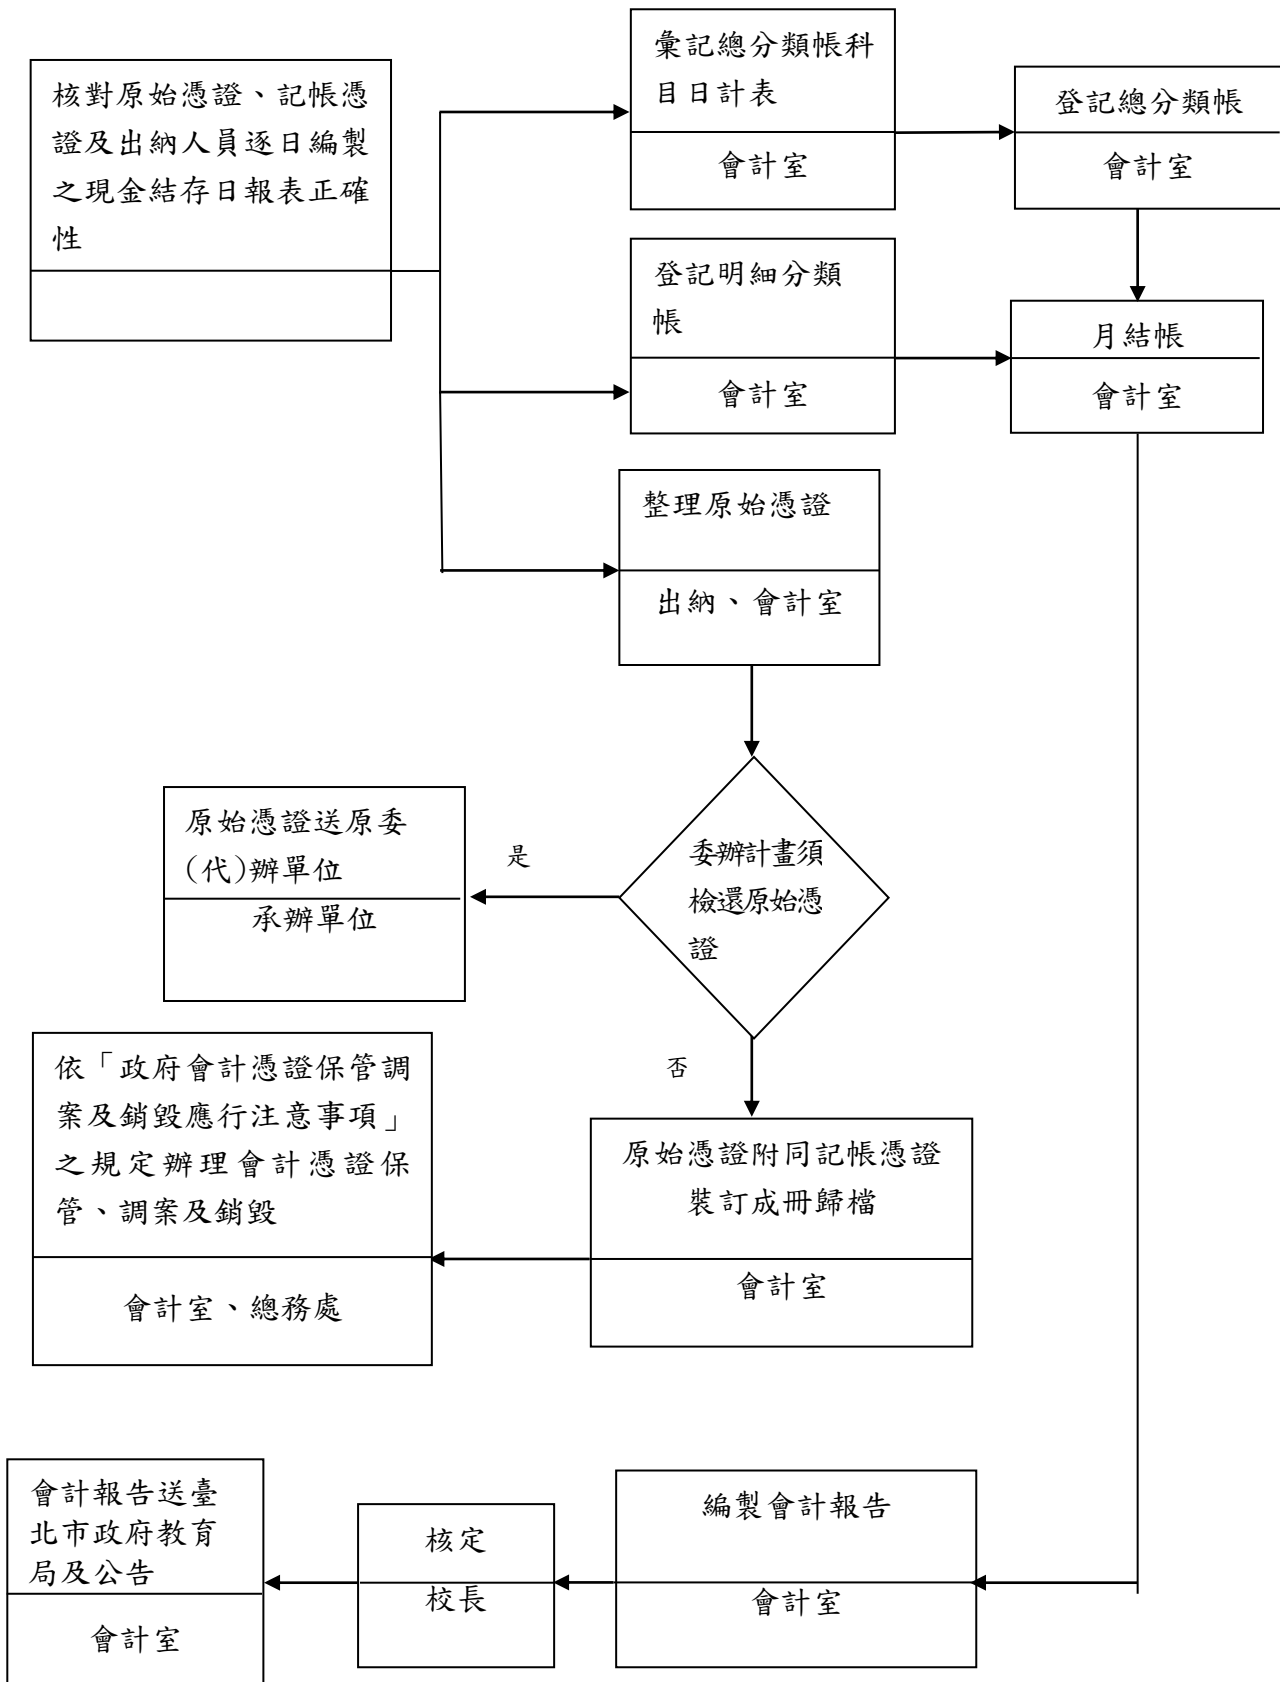 核對原始憑證、記帳憑
證及出納人員逐日編製
之現金結存日報表正確
性
彙記總分類帳科
目日計表
會計室
登記總分類帳
會計室
登記明細分類
帳
會計室
月結帳
會計室
整理原始憑證
出納、會計室
委辦計畫須
檢還原始憑
證
是
原始憑證送原委
(代)辦單位
承辦單位
否
原始憑證附同記帳憑證
裝訂成冊歸檔
會計室
依「政府會計憑證保管調
案及銷毀應行注意事項」
之規定辦理會計憑證保
管、調案及銷毀
會計室、總務處
編製會計報告
會計室
核定
校長
會計報告送臺
北市政府教育
局及公告
會計室